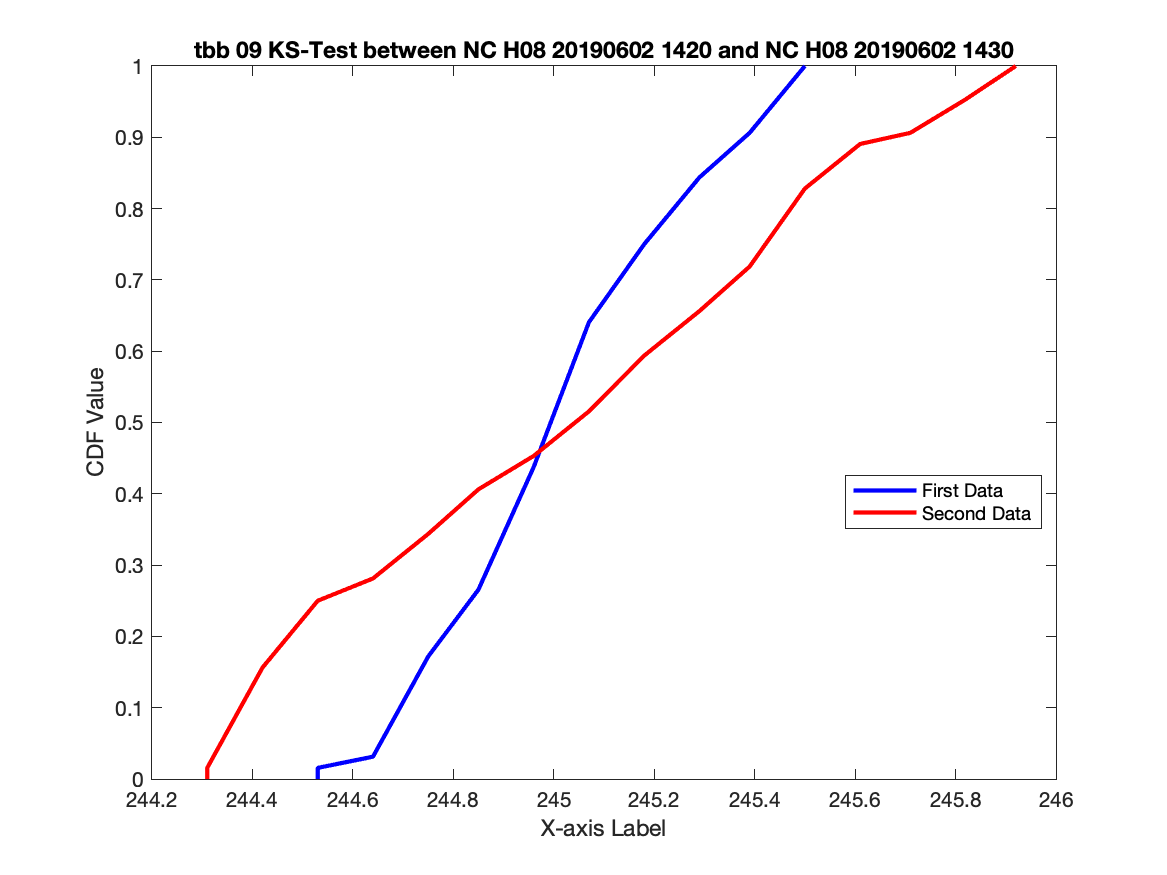 tbb 09 KS-Test between NC H08 20190602 1420 and NC H08 20190602 1430
1
0.9
0.8
0.7
0.6
0.5
0.4
0.3
0.2
0.1
0
CDF Value
First Data
Second Data
244.2 244.4 244.6 244.8 245 245.2 245.4 245.6 245.8 246
X-axis Label